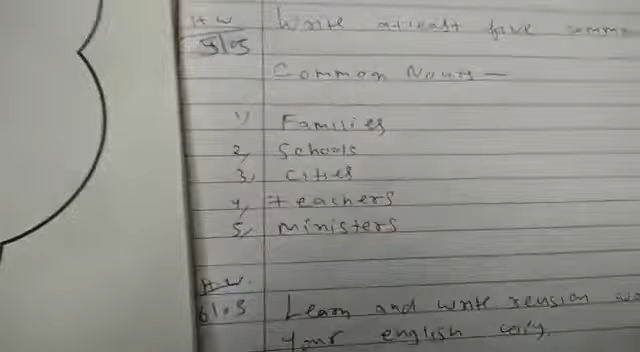 H.W Write atleast five
5/05
Common Nouns —
1) Families
2, Schools
3, Cities
4, teachers
5, ministers
H.W.
6/05 Learn and write
your english copy.